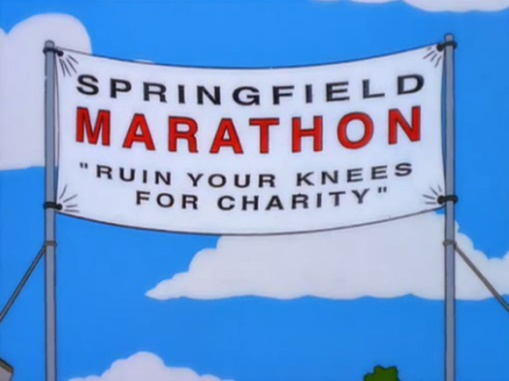 SPRINGFIELD
MARATHON
"RUIN YOUR KNEES
FOR CHARITY"